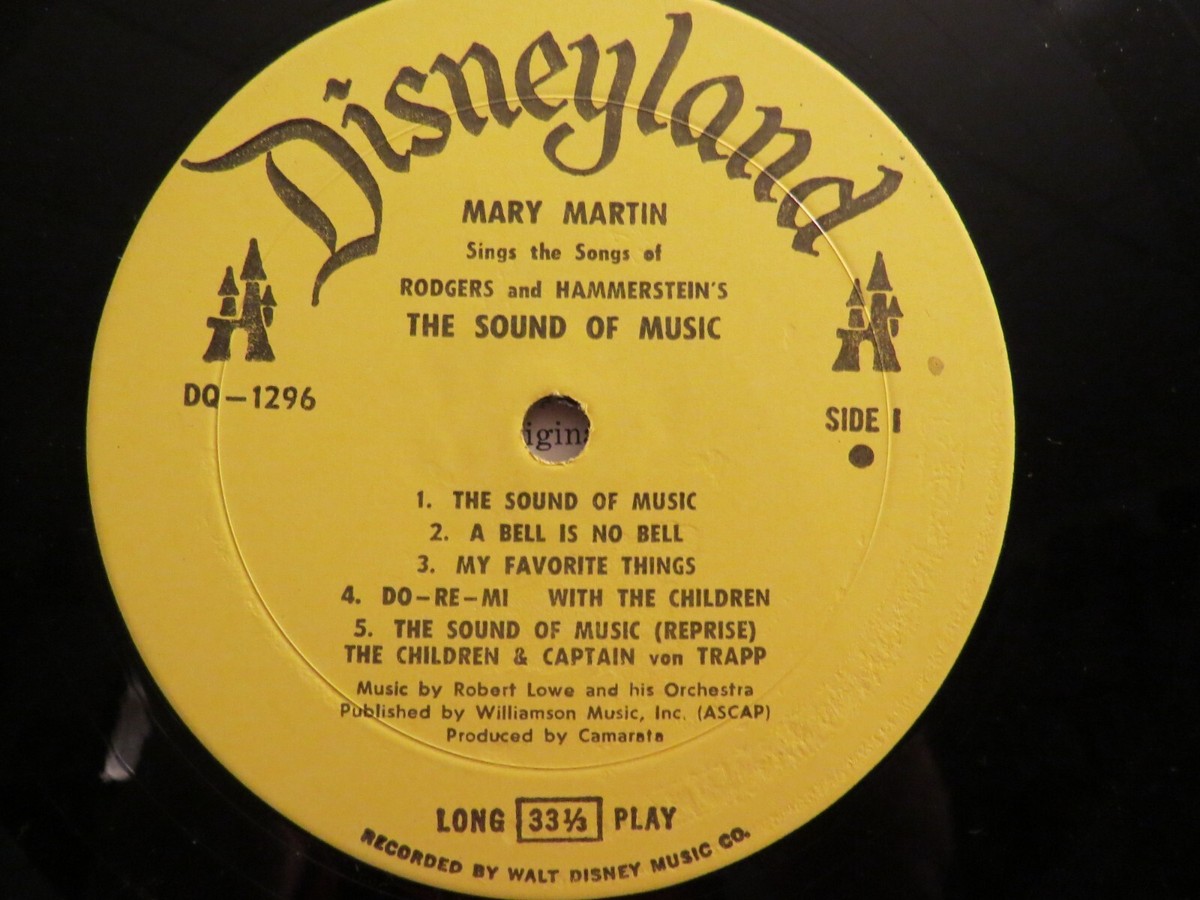 Disneyland
MARY MARTIN
Sings the Songs of
RODGERS and HAMMERSTEIN'S
THE SOUND OF MUSIC
DQ-1296
SIDE 1
igin
1. THE SOUND OF MUSIC
2. A BELL IS NO BELL
3. MY FAVORITE THINGS
4. DO-RE-MI WITH THE CHILDREN
5. THE SOUND OF MUSIC (REPRISE)
THE CHILDREN & CAPTAIN von TRAPP
Music by Robert Lowe and his Orchestra
Published by Williamson Music, Inc. (ASCAP)
Produced by Camarata
LONG 33⅓ PLAY
RECORDED BY WALT DISNEY MUSIC CO.